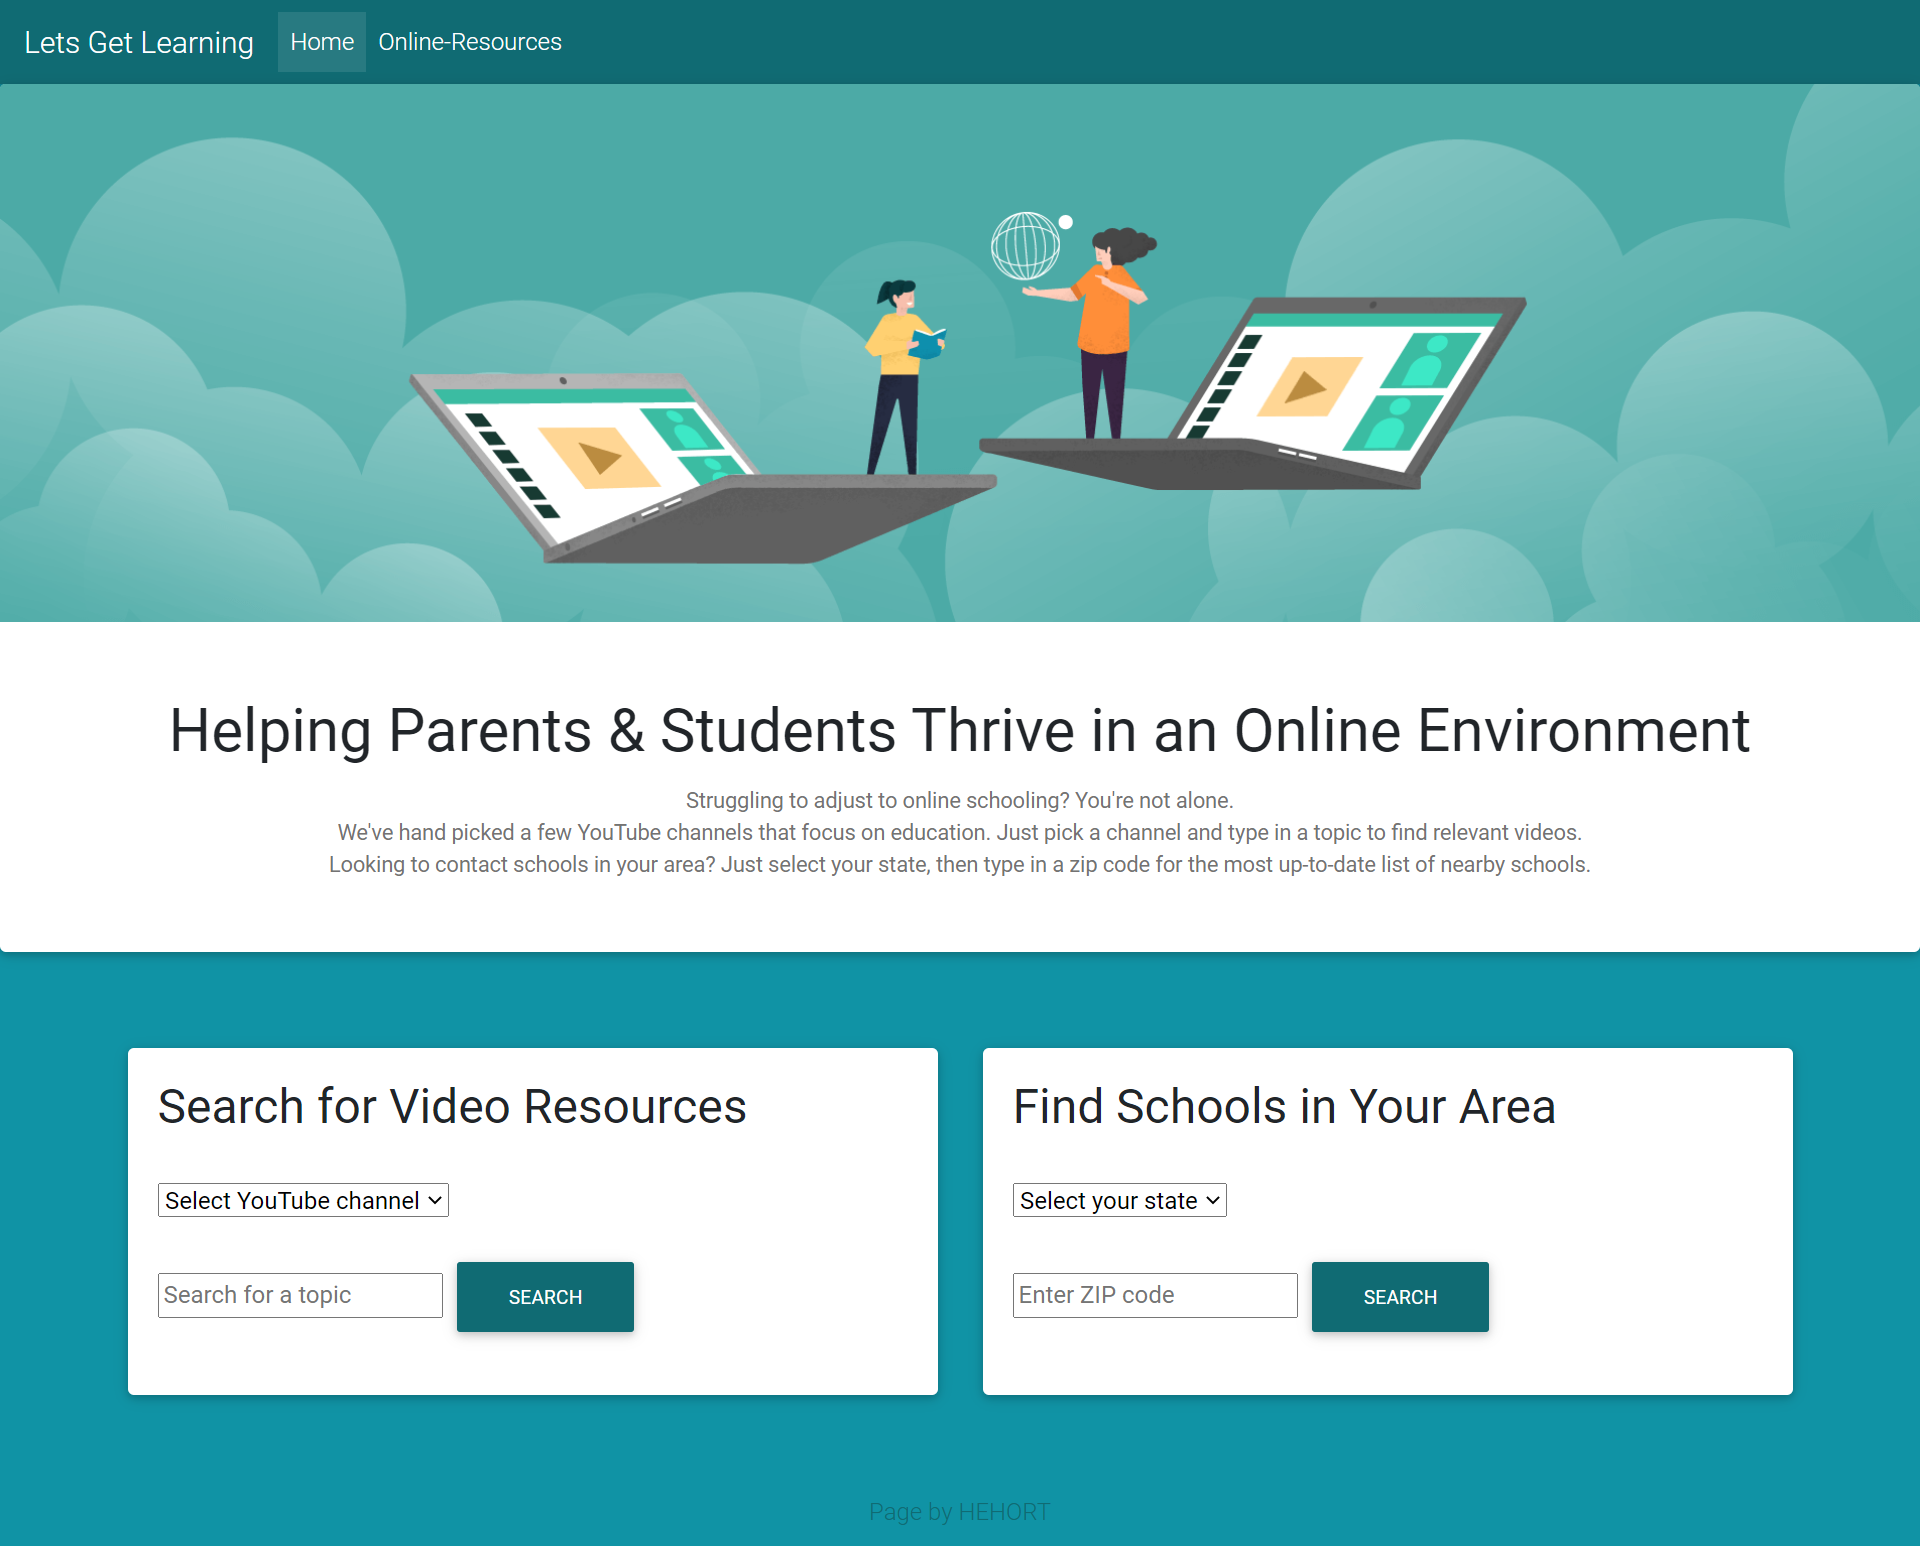 Lets Get Learning Home Online-Resources
Helping Parents & Students Thrive in an Online Environment
Struggling to adjust to online schooling? You're not alone.
We've hand picked a few YouTube channels that focus on education. Just pick a channel and type in a topic to find relevant videos.
Looking to contact schools in your area? Just select your state, then type in a zip code for the most up-to-date list of nearby schools.
Search for Video Resources
Select YouTube channel
Search for a topic SEARCH
Find Schools in Your Area
Select your state
Enter ZIP code SEARCH
Page by HEHORT